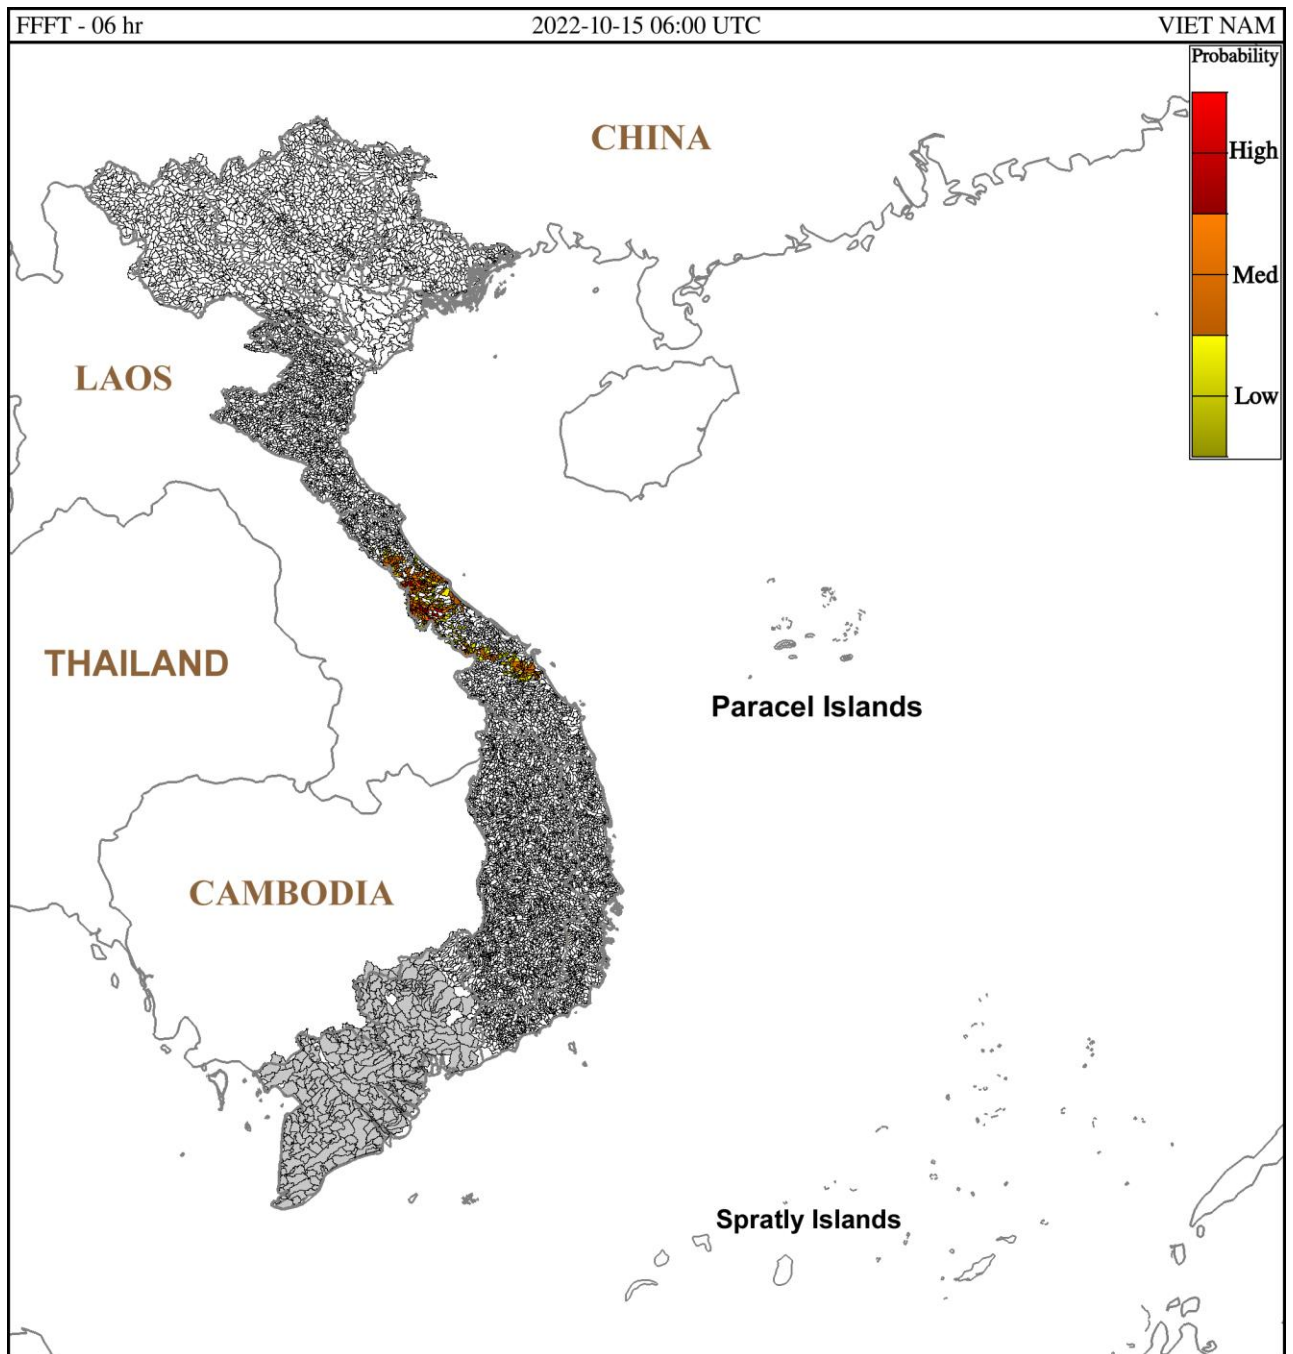 FFFT - 06 hr
2022-10-15 06:00 UTC
VIET NAM
Probability
High
Med
Low
CHINA
LAOS
THAILAND
Paracel Islands
CAMBODIA
Spratly Islands